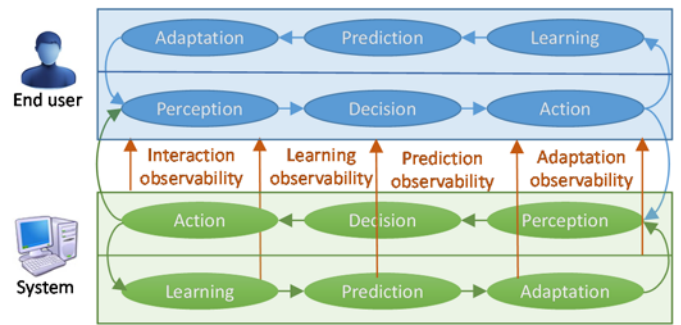 Adaptation
Prediction
Learning
End user
Perception
Decision
Action
Interaction
observability
Learning
observability
Prediction
observability
Adaptation
observability
Action
Decision
Perception
System
Learning
Prediction
Adaptation